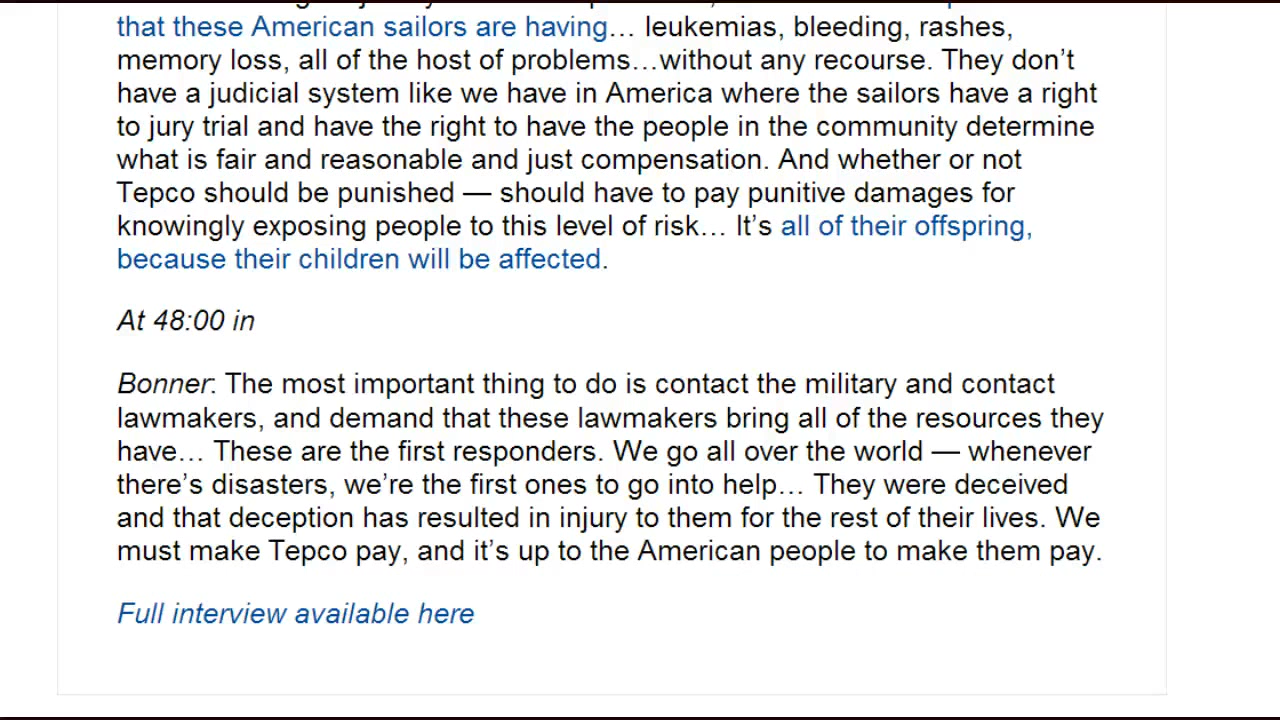 that these American sailors are having… leukemias, bleeding, rashes,
memory loss, all of the host of problems…without any recourse. They don’t
have a judicial system like we have in America where the sailors have a right
to jury trial and have the right to have the people in the community determine
what is fair and reasonable and just compensation. And whether or not
Tepco should be punished — should have to pay punitive damages for
knowingly exposing people to this level of risk… It’s all of their offspring,
because their children will be affected.
At 48:00 in
Bonner: The most important thing to do is contact the military and contact
lawmakers, and demand that these lawmakers bring all of the resources they
have… These are the first responders. We go all over the world — whenever
there’s disasters, we’re the first ones to go into help… They were deceived
and that deception has resulted in injury to them for the rest of their lives. We
must make Tepco pay, and it’s up to the American people to make them pay.
Full interview available here